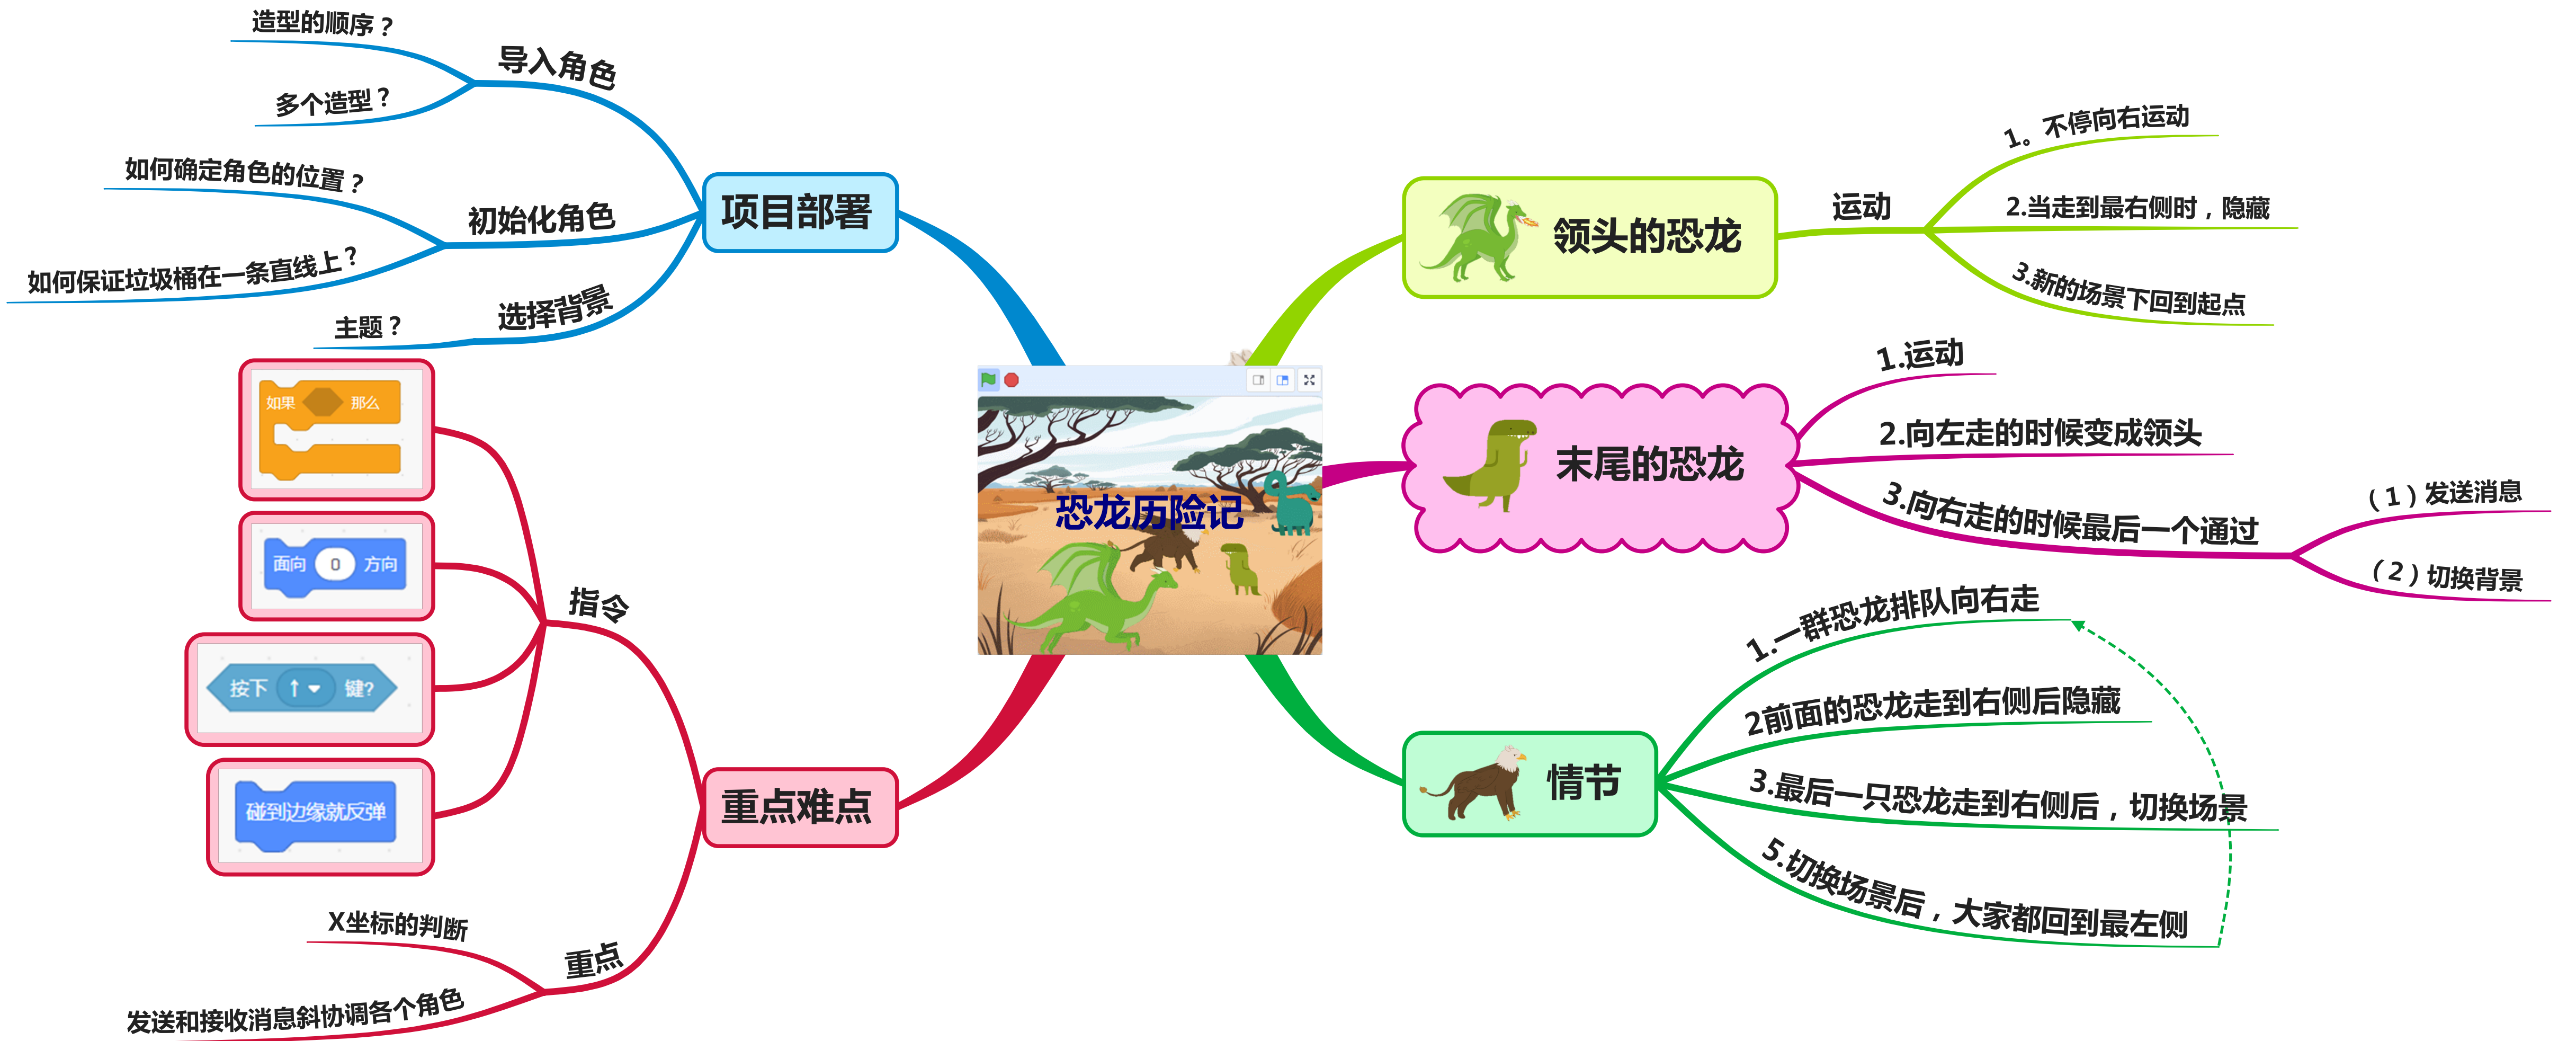 恐龙历险记
项目部署
导入角色
造型的顺序？
多个造型？
初始化角色
如何确定角色的位置？
如何保证垃圾桶在一条直线上？
选择背景
主题？
重点难点
指令
如果 那么
面向 0 方向
按下 ↑ 键?
碰到边缘就反弹
重点
X坐标的判断
发送和接收消息斜协调各个角色
领头的恐龙
运动
1。不停向右运动
2.当走到最右侧时，隐藏
3.新的场景下回到起点
末尾的恐龙
1.运动
2.向左走的时候变成领头
3.向右走的时候最后一个通过
（1）发送消息
（2）切换背景
情节
1.一群恐龙排队向右走
2前面的恐龙走到右侧后隐藏
3.最后一只恐龙走到右侧后，切换场景
5.切换场景后，大家都回到最左侧